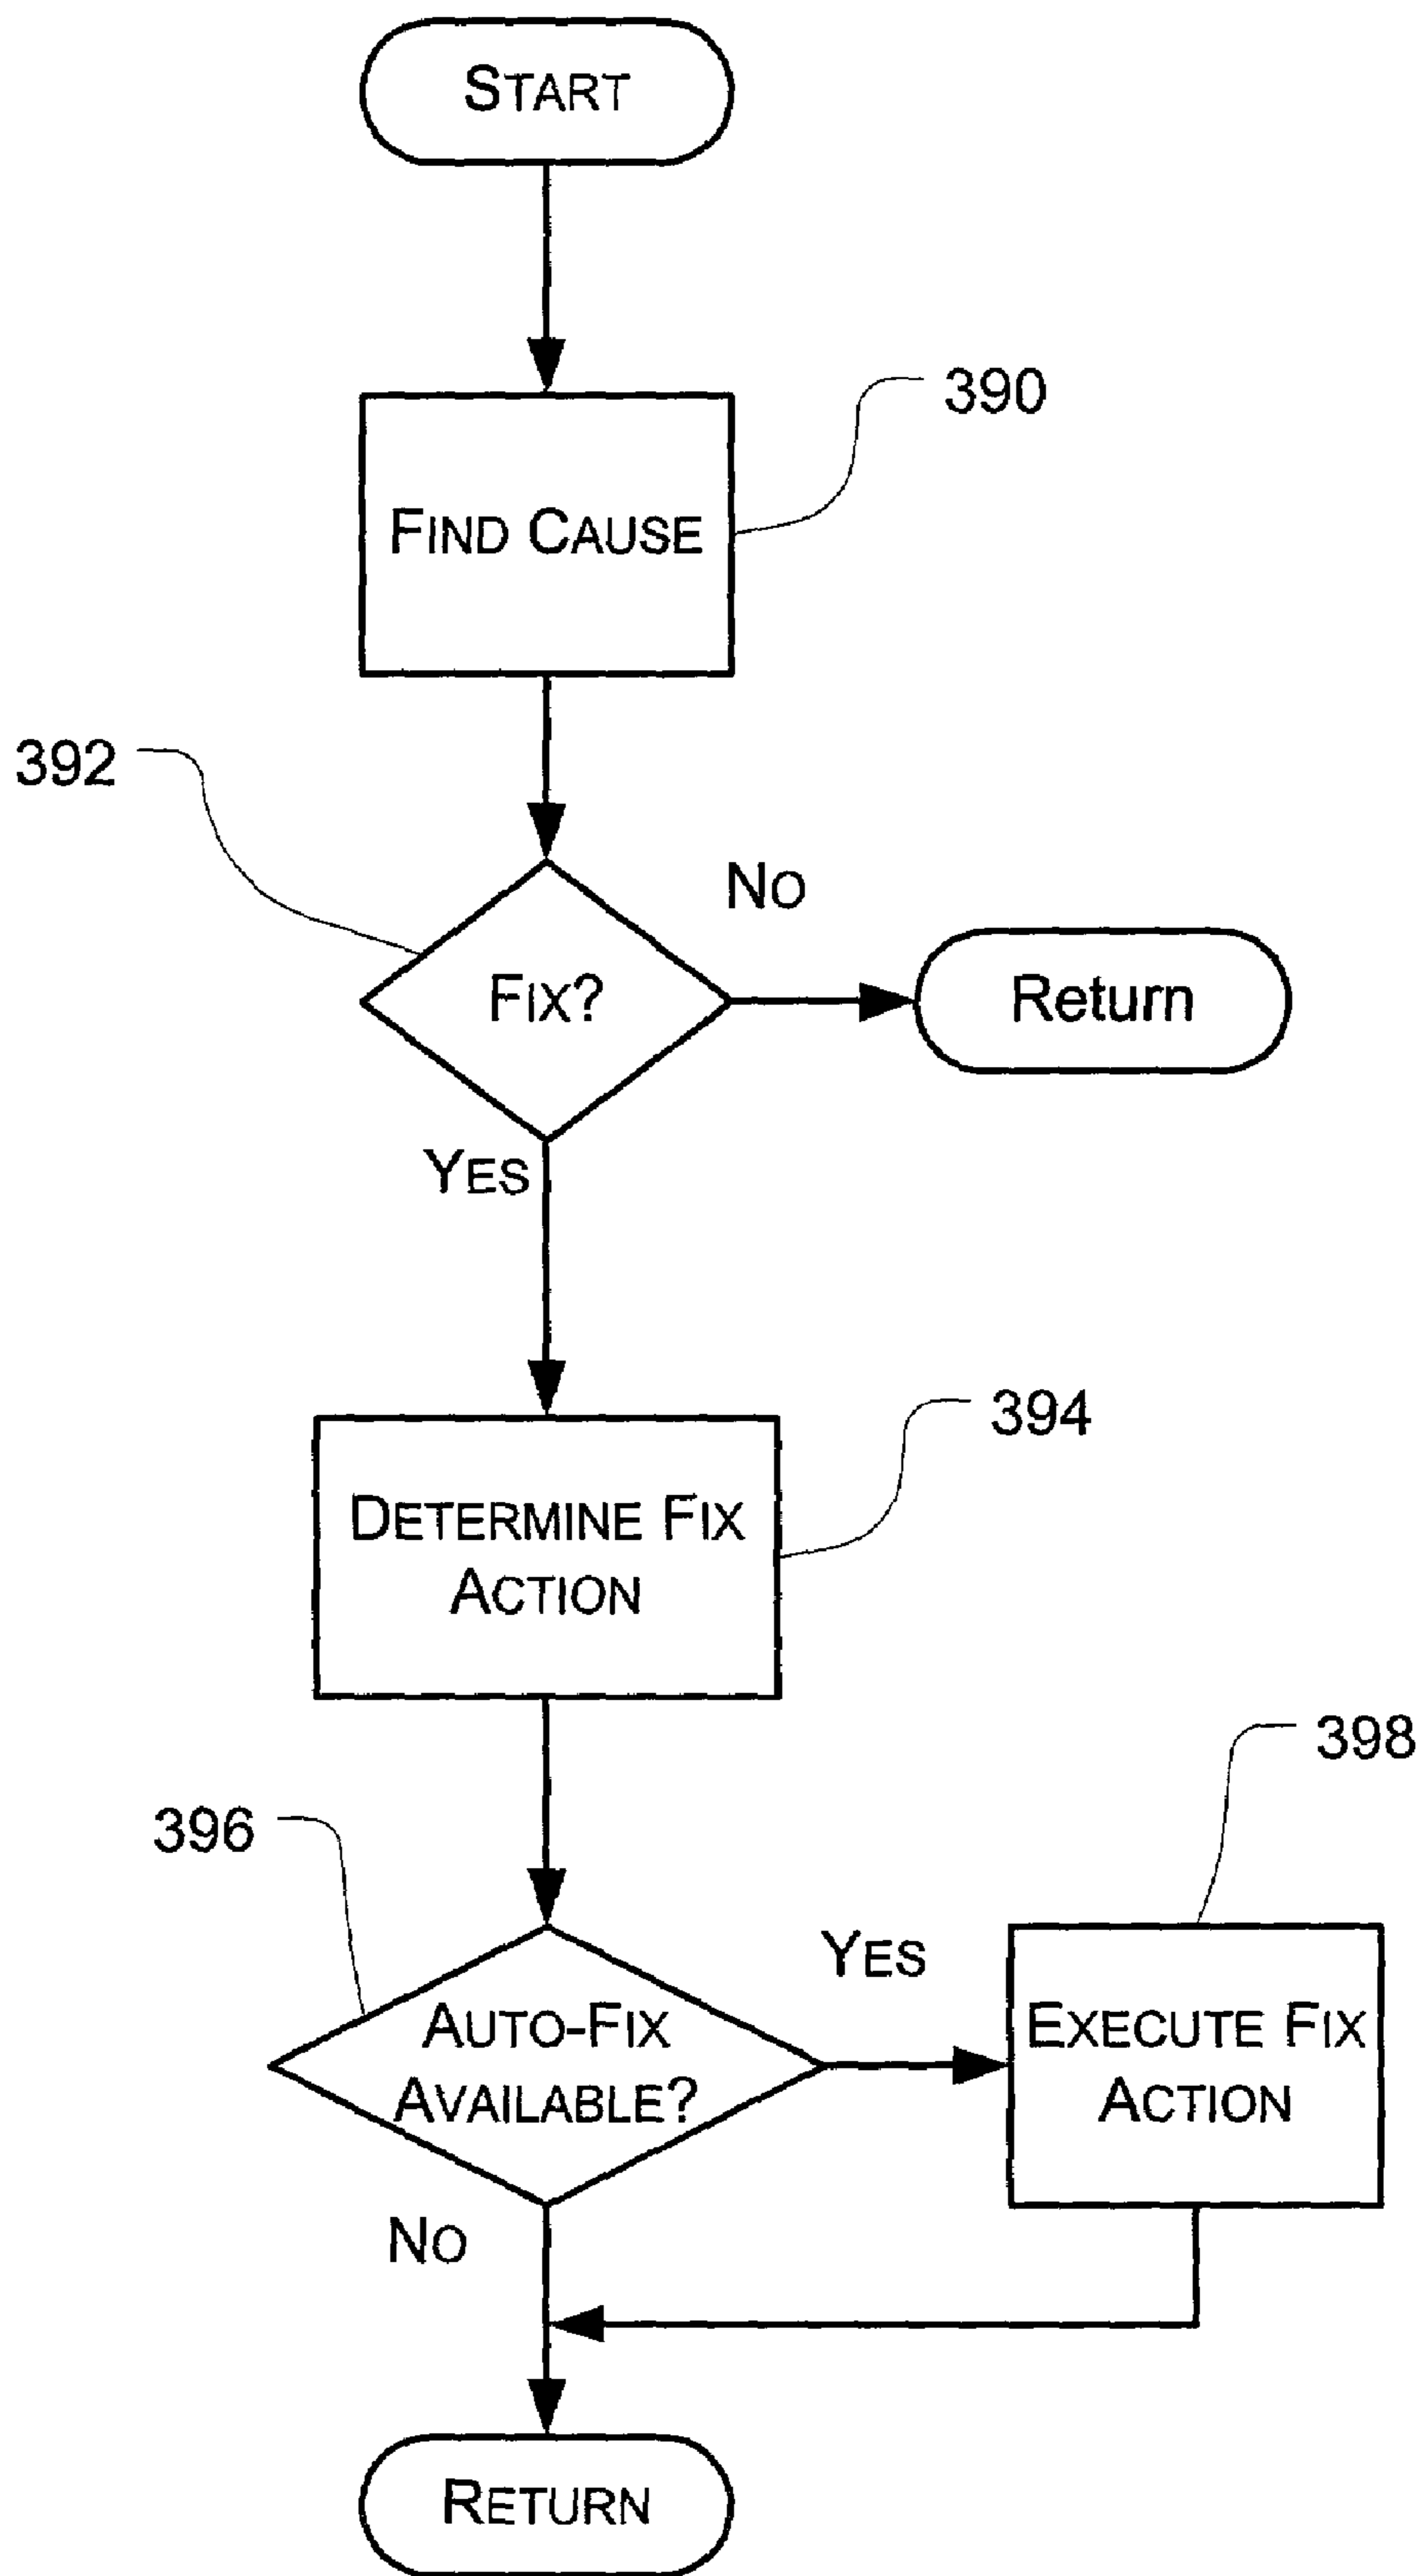 START
390
FIND CAUSE
392
NO
FIX?
Return
YES
394
DETERMINE FIX
ACTION
398
396
YES
AUTO-FIX
AVAILABLE?
EXECUTE FIX
ACTION
NO
RETURN